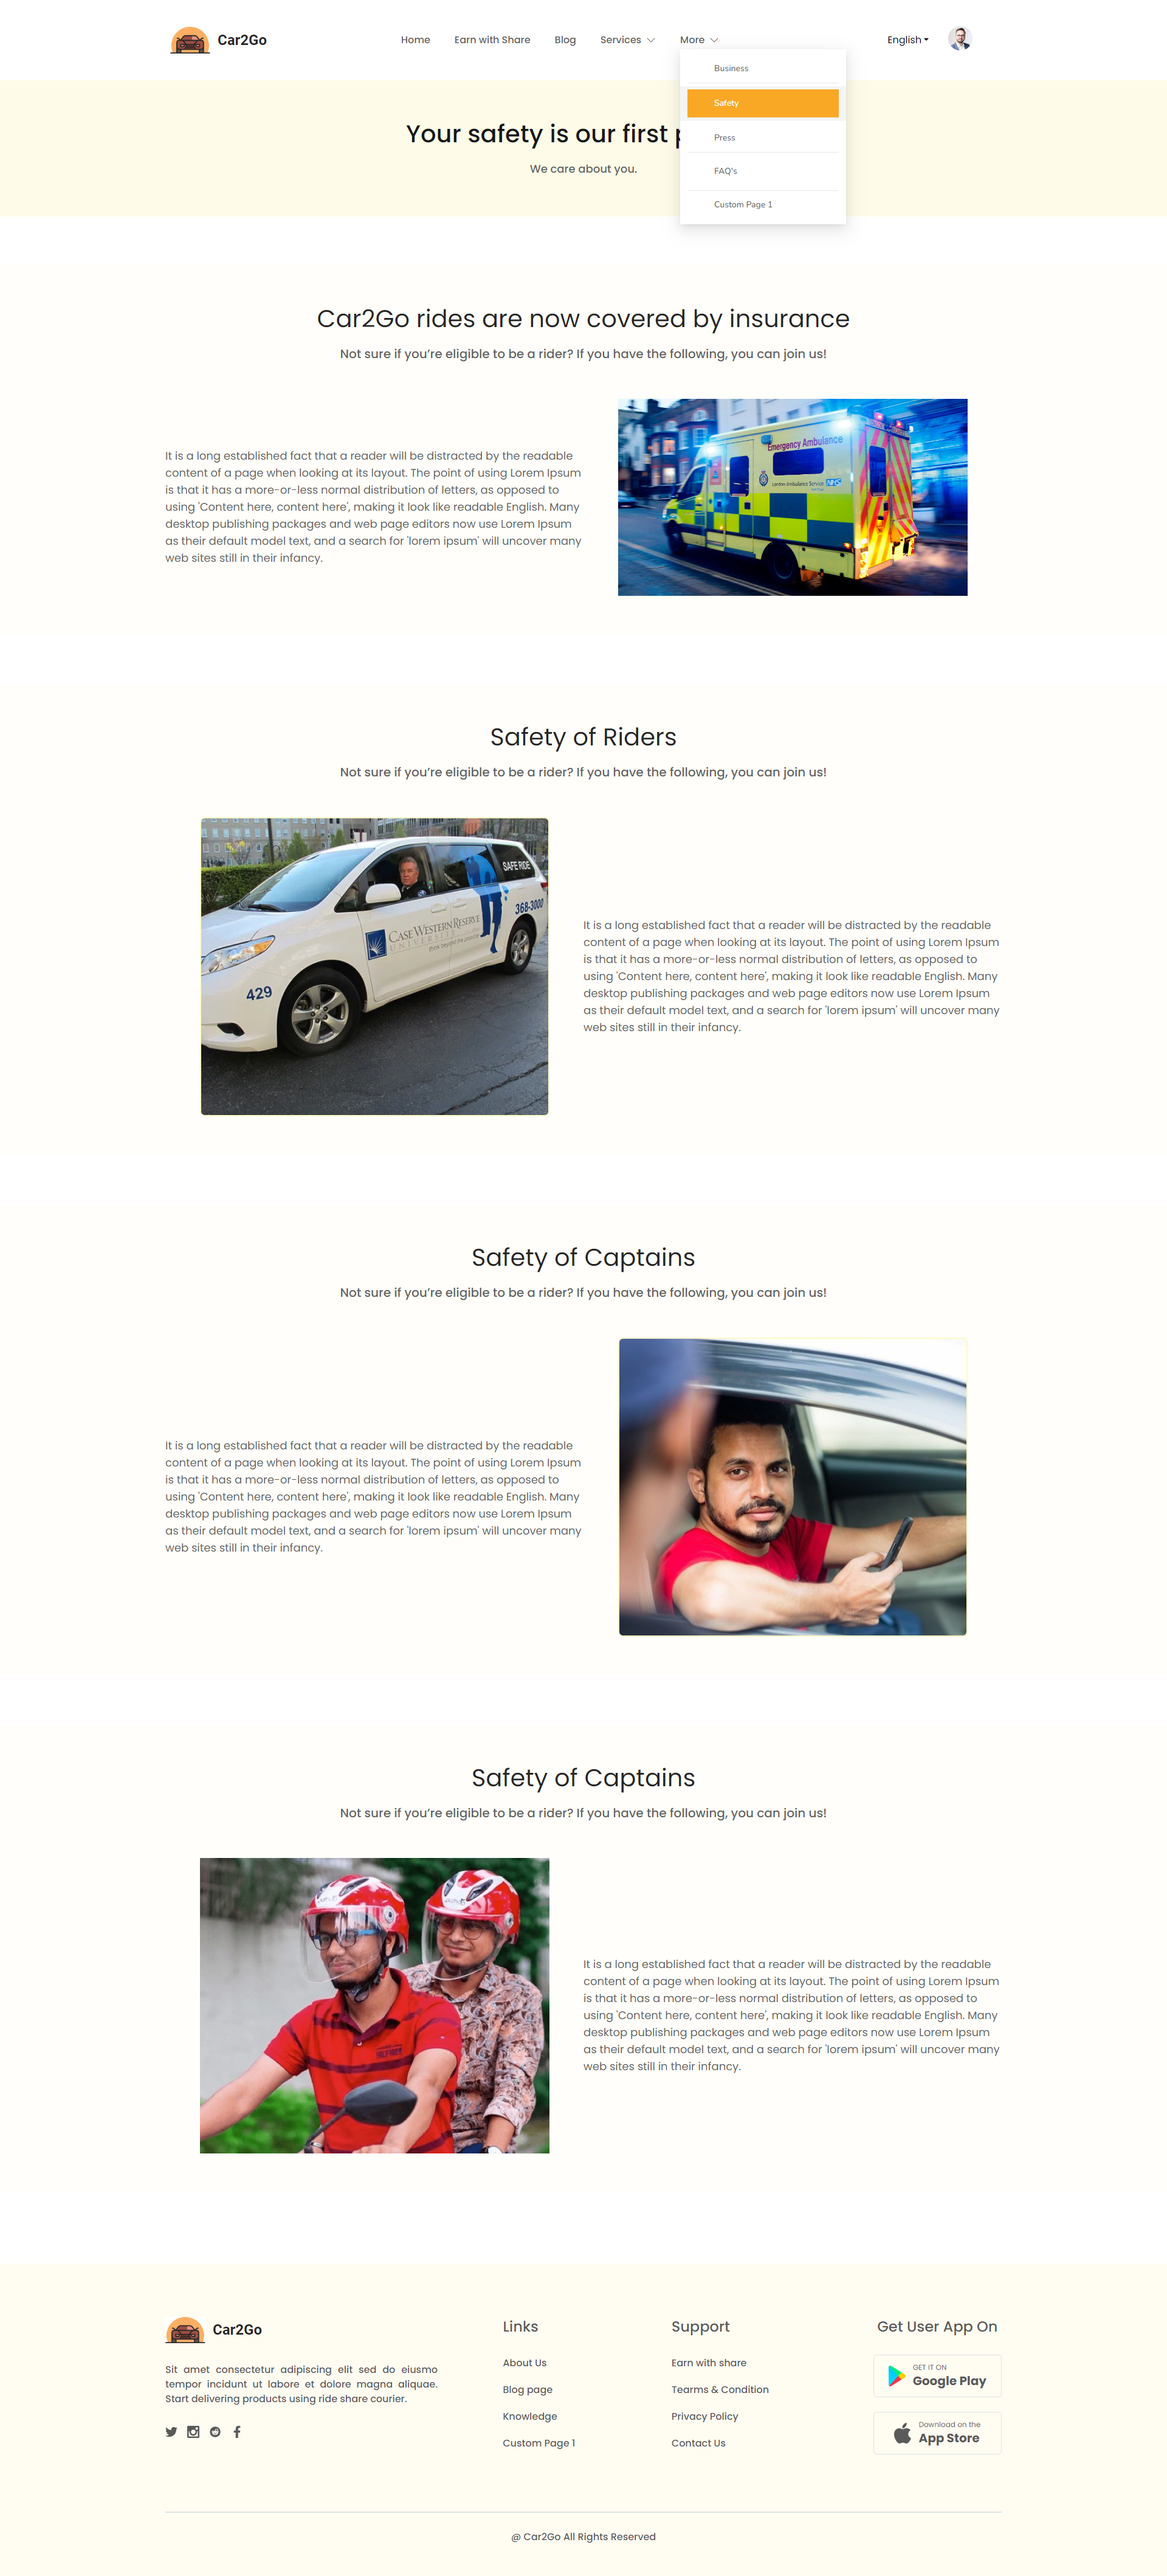 Car2Go
Home
Earn with Share
Blog
Services
More
English
Business
Safety
Press
FAQ's
Custom Page 1
Your safety is our first
We care about you.
Car2Go rides are now covered by insurance
Not sure if you’re eligible to be a rider? If you have the following, you can join us!
It is a long established fact that a reader will be distracted by the readable
content of a page when looking at its layout. The point of using Lorem Ipsum
is that it has a more-or-less normal distribution of letters, as opposed to
using 'Content here, content here', making it look like readable English. Many
desktop publishing packages and web page editors now use Lorem Ipsum
as their default model text, and a search for 'lorem ipsum' will uncover many
web sites still in their infancy.
Emergency Ambulance
London Ambulance Service NHS
Safety of Riders
Not sure if you’re eligible to be a rider? If you have the following, you can join us!
SAFE RIDE
368-3000
CASE WESTERN RESERVE
UNIVERSITY
think beyond the possible
429
It is a long established fact that a reader will be distracted by the readable
content of a page when looking at its layout. The point of using Lorem Ipsum
is that it has a more-or-less normal distribution of letters, as opposed to
using 'Content here, content here', making it look like readable English. Many
desktop publishing packages and web page editors now use Lorem Ipsum
as their default model text, and a search for 'lorem ipsum' will uncover many
web sites still in their infancy.
Safety of Captains
Not sure if you’re eligible to be a rider? If you have the following, you can join us!
It is a long established fact that a reader will be distracted by the readable
content of a page when looking at its layout. The point of using Lorem Ipsum
is that it has a more-or-less normal distribution of letters, as opposed to
using 'Content here, content here', making it look like readable English. Many
desktop publishing packages and web page editors now use Lorem Ipsum
as their default model text, and a search for 'lorem ipsum' will uncover many
web sites still in their infancy.
Safety of Captains
Not sure if you’re eligible to be a rider? If you have the following, you can join us!
It is a long established fact that a reader will be distracted by the readable
content of a page when looking at its layout. The point of using Lorem Ipsum
is that it has a more-or-less normal distribution of letters, as opposed to
using 'Content here, content here', making it look like readable English. Many
desktop publishing packages and web page editors now use Lorem Ipsum
as their default model text, and a search for 'lorem ipsum' will uncover many
web sites still in their infancy.
Car2Go
Sit amet consectetur adipiscing elit sed do eiusmo
tempor incidunt ut labore et dolore magna aliquae.
Start delivering products using ride share courier.
Links
About Us
Blog page
Knowledge
Custom Page 1
Support
Earn with share
Tearms & Condition
Privacy Policy
Contact Us
Get User App On
GET IT ON
Google Play
Download on the
App Store
@ Car2Go All Rights Reserved